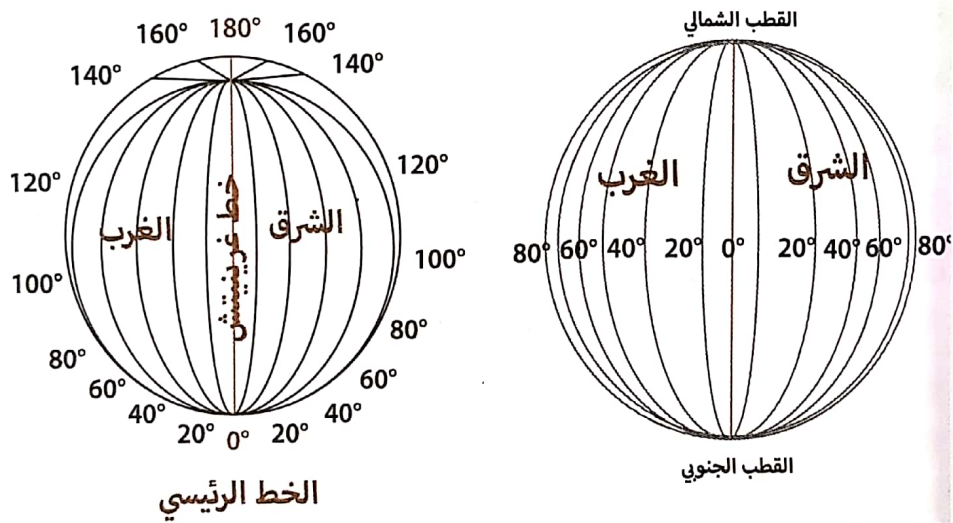 القطب الشمالي
160° 180° 160°
140° 140°
120° 120°
الغرب الشرق
خط غرينيتش
100° 100°
80° 80°
60° 60°
40° 40°
20° 0° 20°
الخط الرئيسي
الغرب الشرق
80° 60° 40° 20° 0° 20° 40° 60° 80°
القطب الجنوبي